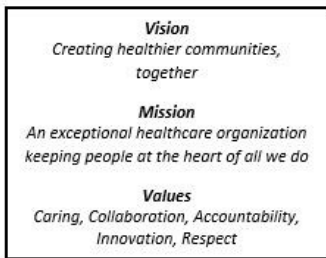 Vision
Creating healthier communities,
together
Mission
An exceptional healthcare organization
keeping people at the heart of all we do
Values
Caring, Collaboration, Accountability,
Innovation, Respect